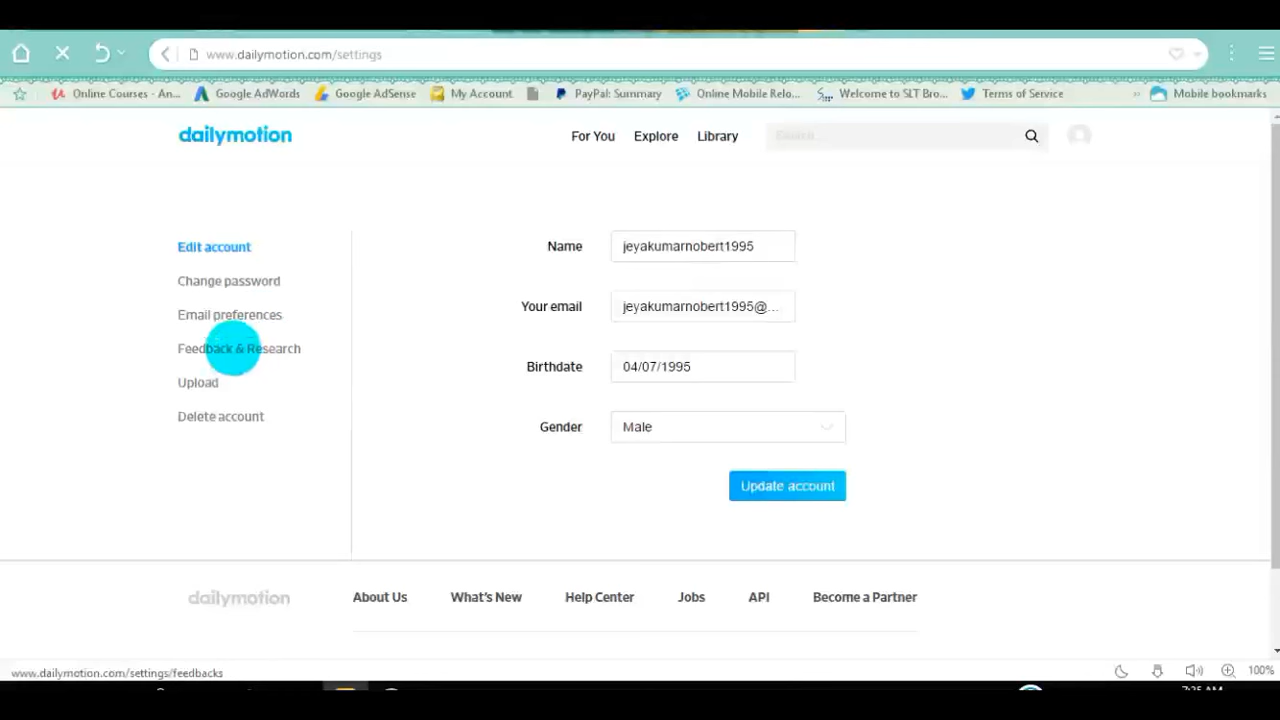 www.dailymotion.com/settings
Online Courses - An... Google AdWords Google AdSense My Account PayPal: Summary Online Mobile Relo... Welcome to SLT Bro... Terms of Service Mobile bookmarks
dailymotion For You Explore Library Search...
Edit account
Change password
Email preferences
Feedback & Research
Upload
Delete account
Name jeyakumarnobert1995
Your email jeyakumarnobert1995@...
Birthdate 04/07/1995
Gender Male
Update account
dailymotion About Us What's New Help Center Jobs API Become a Partner
www.dailymotion.com/settings/feedbacks 100%